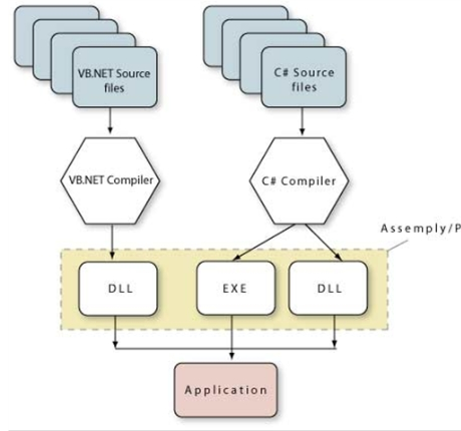 VB.NET Source
files
C# Source
files
VB.NET Compiler
C# Compiler
Assemply/P
DLL
EXE
DLL
Application